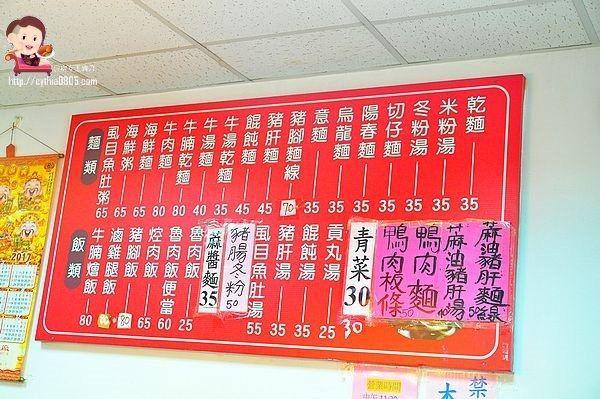 麵類
虱目魚肚粥 65
海鮮粥 65
海鮮麵 65
牛肉麵 80
牛腩乾麵 80
牛湯麵 40
牛湯乾麵 35
餛飩麵 45
豬肝麵 45
豬腳麵線 70
意麵 35
烏龍麵 35
陽春麵 35
切仔麵 35
冬粉湯 35
米粉湯 35
乾麵 35
飯類
牛腩燴飯 80
滷雞腿飯
豬腳飯 80
焢肉飯 65
魯肉飯便當 60
魯肉飯 25
麻醬麵 35
豬腸冬粉 50
虱目魚肚湯 55
豬肝湯 35
餛飩湯 35
貢丸湯 30
青菜 30
鴨肉板條 50
鴨肉麵
麻油豬肝湯 40
麻油豬肝麵線 50
2017
營業時間
禁
http://cythia0805.com